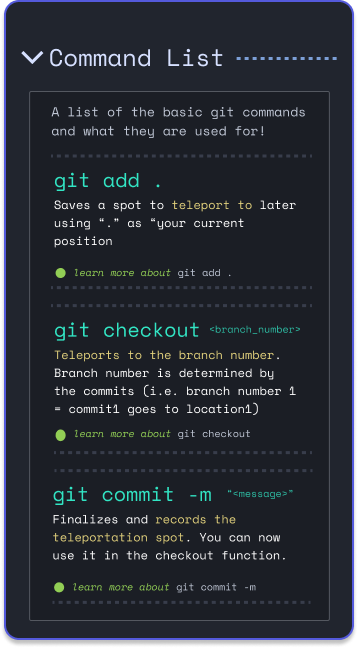 Command List
A list of the basic git commands
and what they are used for!
git add .
Saves a spot to teleport to later
using “.” as “your current
position
learn more about git add .
git checkout <branch_number>
Teleports to the branch number.
Branch number is determined by
the commits (i.e. branch number 1
= commit1 goes to location1)
learn more about git checkout
git commit -m "<message>"
Finalizes and records the
teleportation spot. You can now
use it in the checkout function.
learn more about git commit -m